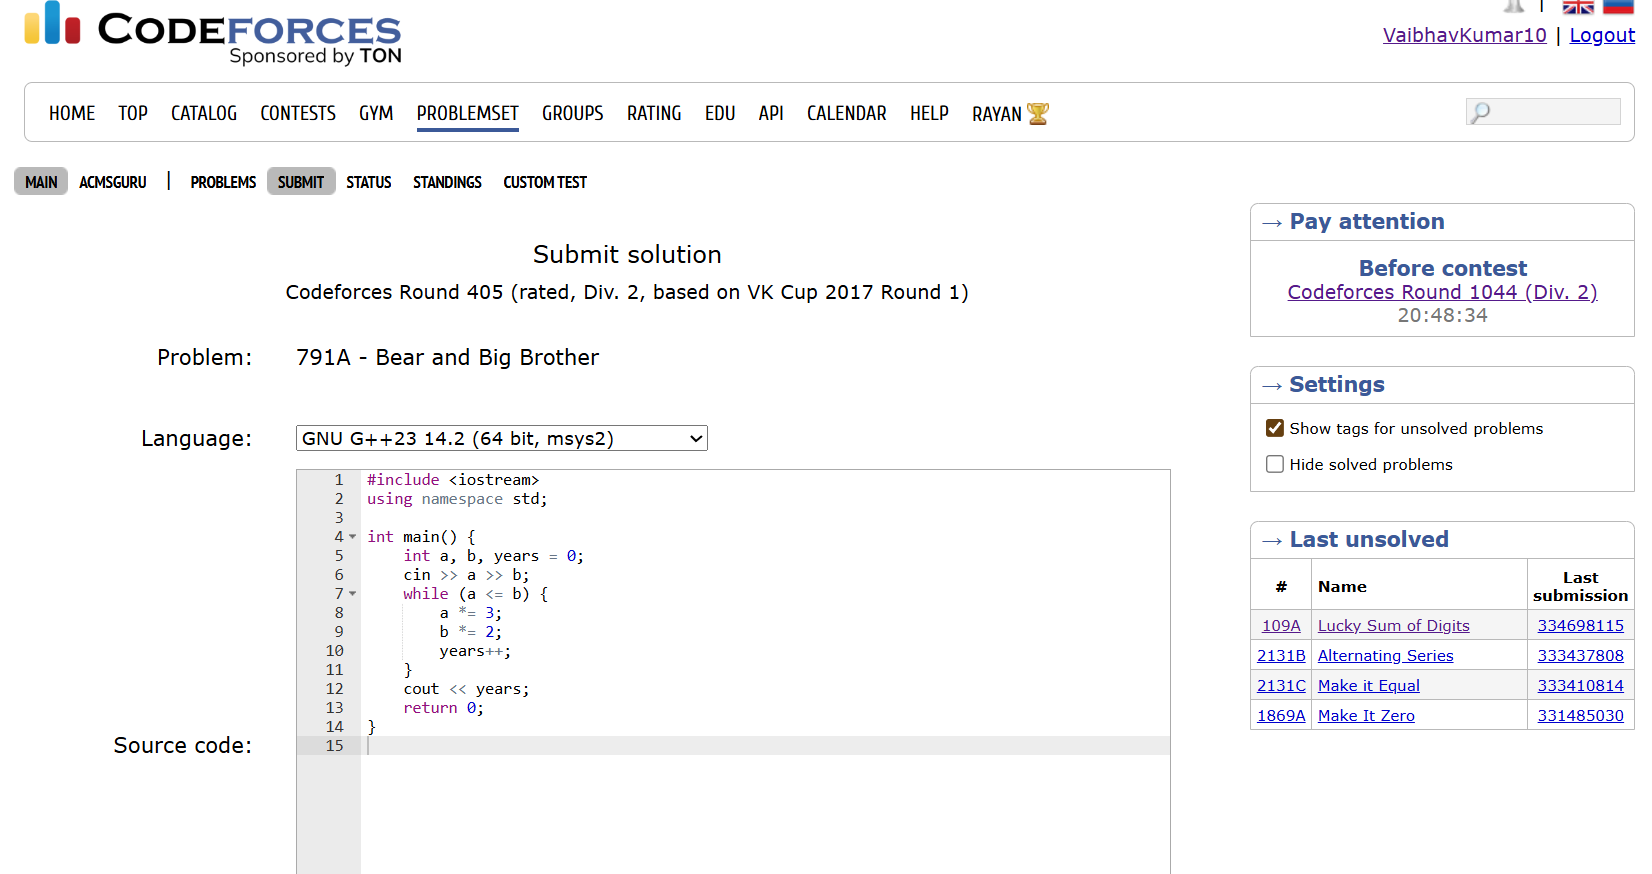 CODEFORCES
Sponsored by TON
|
VaibhavKumar10 | Logout
HOME TOP CATALOG CONTESTS GYM PROBLEMSET GROUPS RATING EDU API CALENDAR HELP RAYAN
MAIN ACMSGURU | PROBLEMS SUBMIT STATUS STANDINGS CUSTOM TEST
Submit solution
Codeforces Round 405 (rated, Div. 2, based on VK Cup 2017 Round 1)
Problem: 791A - Bear and Big Brother
Language: GNU G++23 14.2 (64 bit, msys2)
Source code:
1 #include <iostream>
2 using namespace std;
3
4 int main() {
5     int a, b, years = 0;
6     cin >> a >> b;
7     while (a <= b) {
8         a *= 3;
9         b *= 2;
10         years++;
11     }
12     cout << years;
13     return 0;
14 }
15
→ Pay attention
Before contest
Codeforces Round 1044 (Div. 2)
20:48:34
→ Settings
Show tags for unsolved problems
Hide solved problems
→ Last unsolved
# Name Last submission
109A Lucky Sum of Digits 334698115
2131B Alternating Series 333437808
2131C Make it Equal 333410814
1869A Make It Zero 331485030